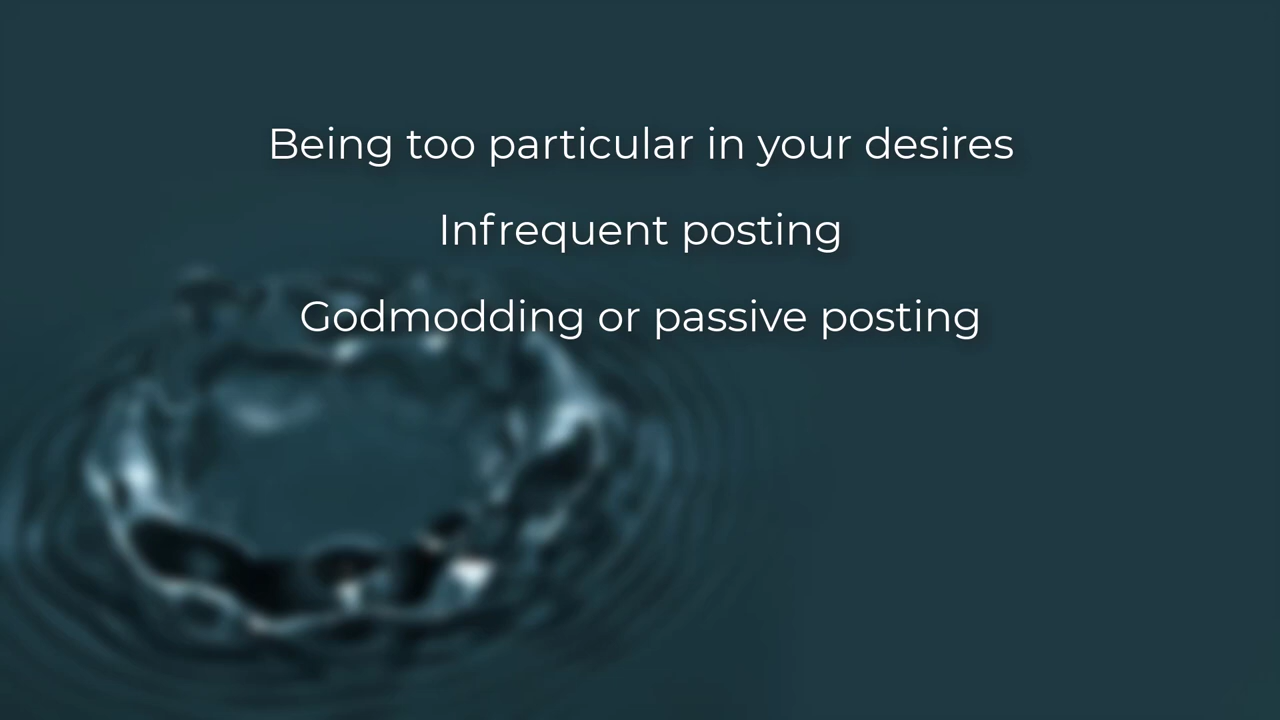 Being too particular in your desires
Infrequent posting
Godmodding or passive posting